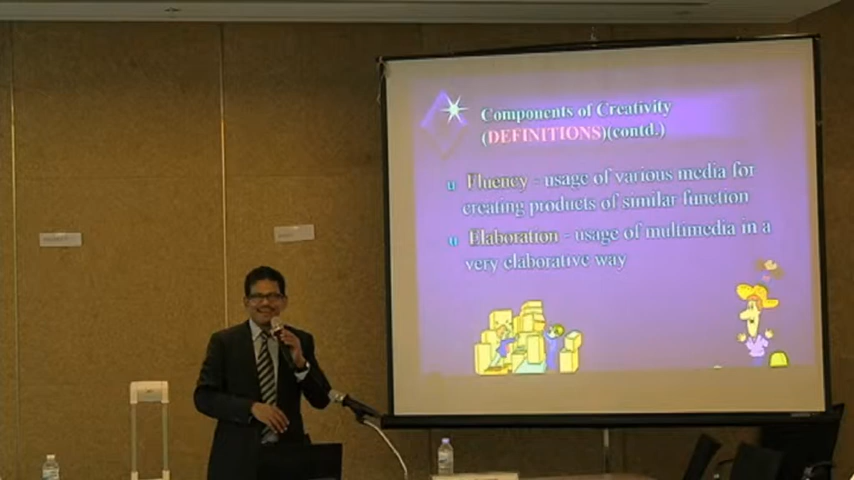 Components of Creativity
(DEFINITIONS)(contd.)
u Fluency - usage of various media for
creating products of similar function
u Elaboration - usage of multimedia in a
very elaborative way